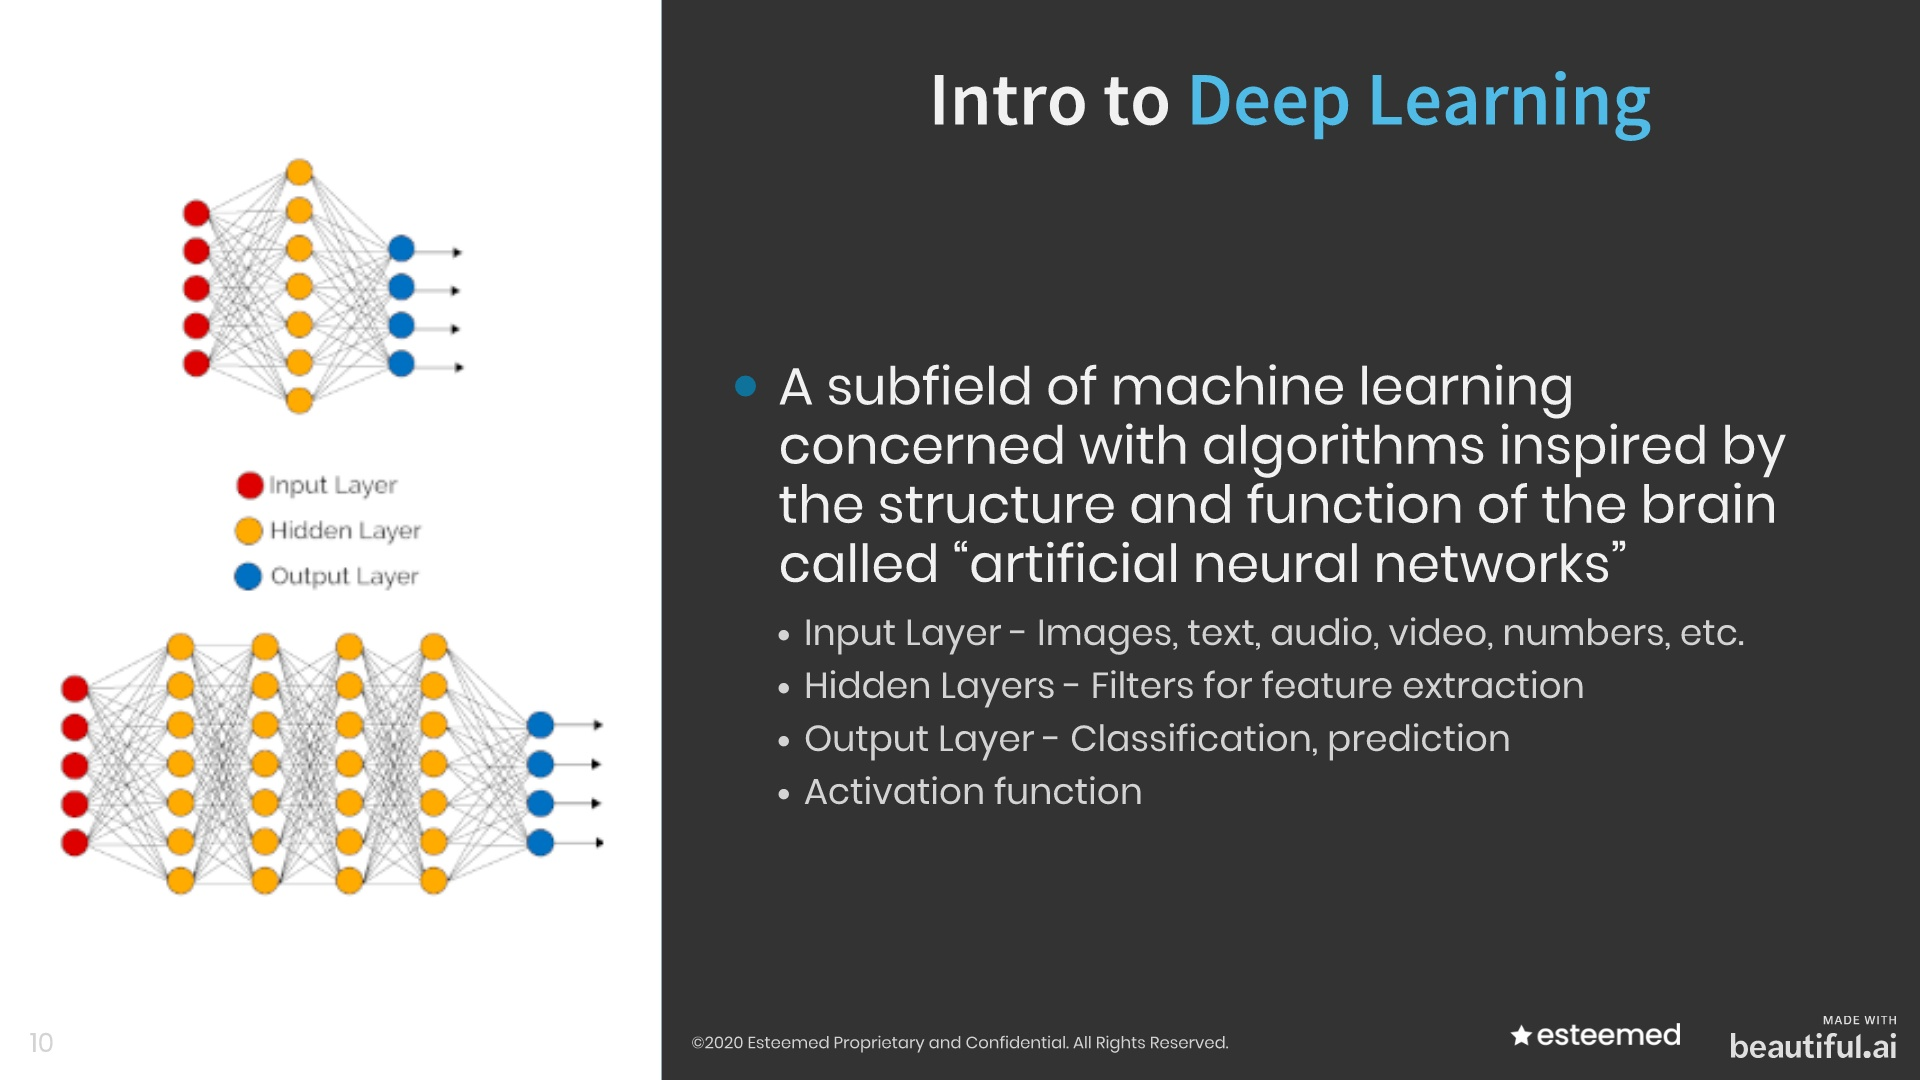 Intro to Deep Learning
Input Layer
Hidden Layer
Output Layer
● A subfield of machine learning
concerned with algorithms inspired by
the structure and function of the brain
called “artificial neural networks”
• Input Layer - Images, text, audio, video, numbers, etc.
• Hidden Layers - Filters for feature extraction
• Output Layer - Classification, prediction
• Activation function
10
©2020 Esteemed Proprietary and Confidential. All Rights Reserved.
esteemed
MADE WITH
beautiful.ai